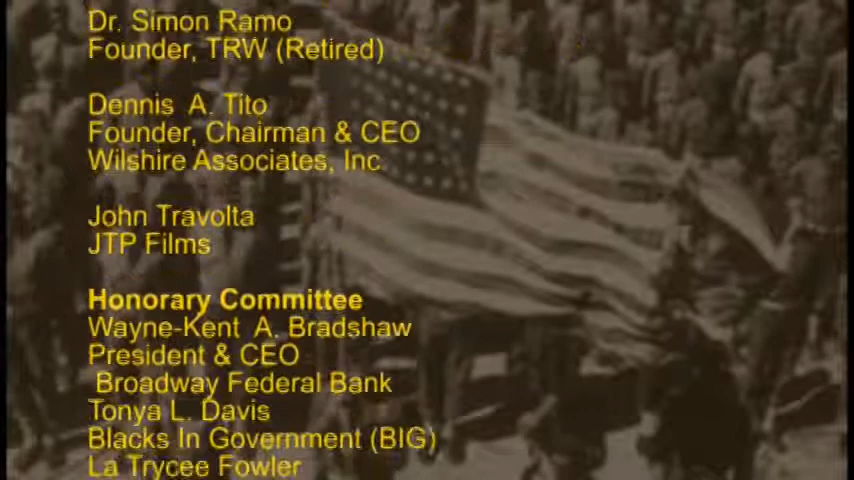 Dr. Simon Ramo
Founder, TRW (Retired)
Dennis A. Tito
Founder, Chairman & CEO
Wilshire Associates, Inc
John Travolta
JTP Films
Honorary Committee
Wayne-Kent A. Bradshaw
President & CEO
Broadway Federal Bank
Tonya L. Davis
Blacks In Government (BIG)
La Trycee Fowler